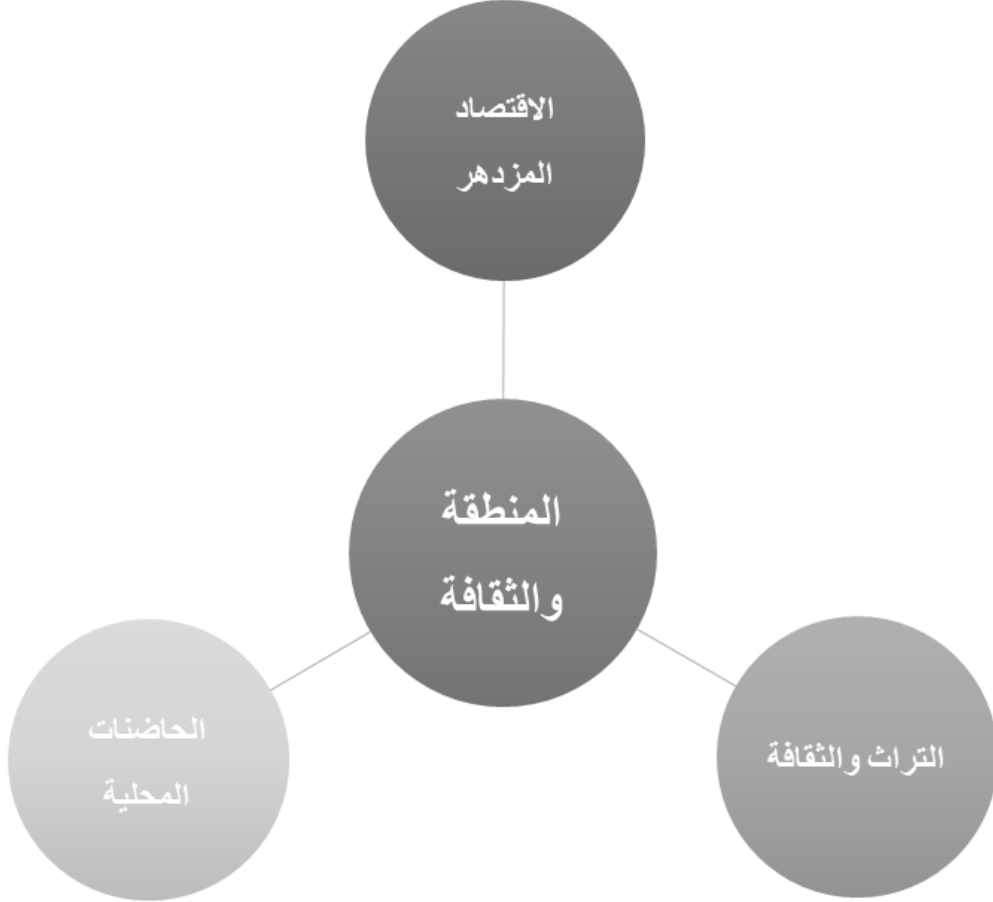 الاقتصاد
المزدهر
المنطقة
والثقافة
التراث والثقافة
الحاضنات
المحلية